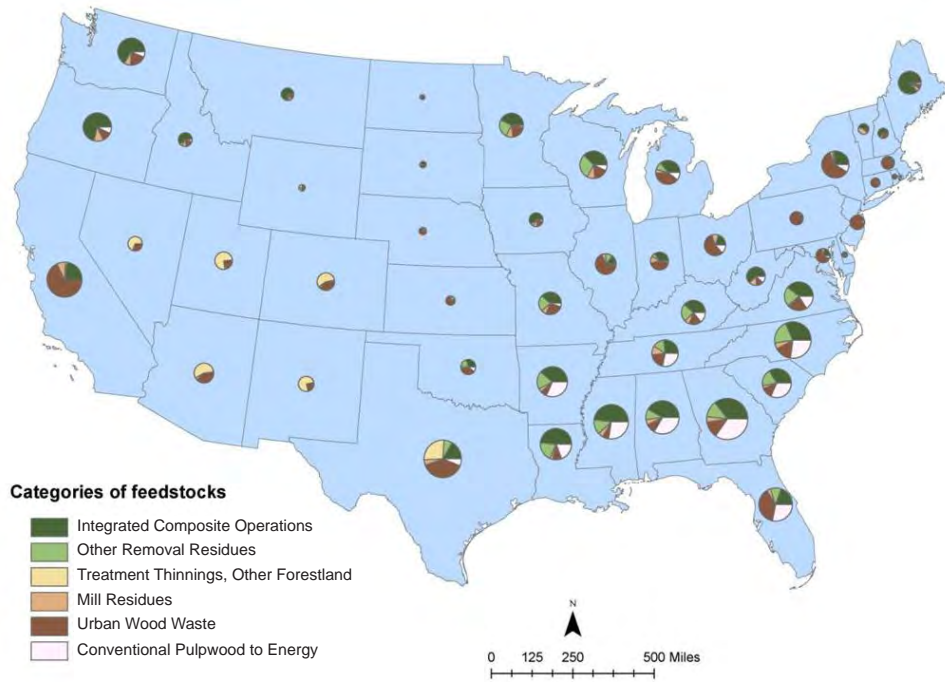 Categories of feedstocks
Integrated Composite Operations
Other Removal Residues
Treatment Thinnings, Other Forestland
Mill Residues
Urban Wood Waste
Conventional Pulpwood to Energy
N
0 125 250 500 Miles